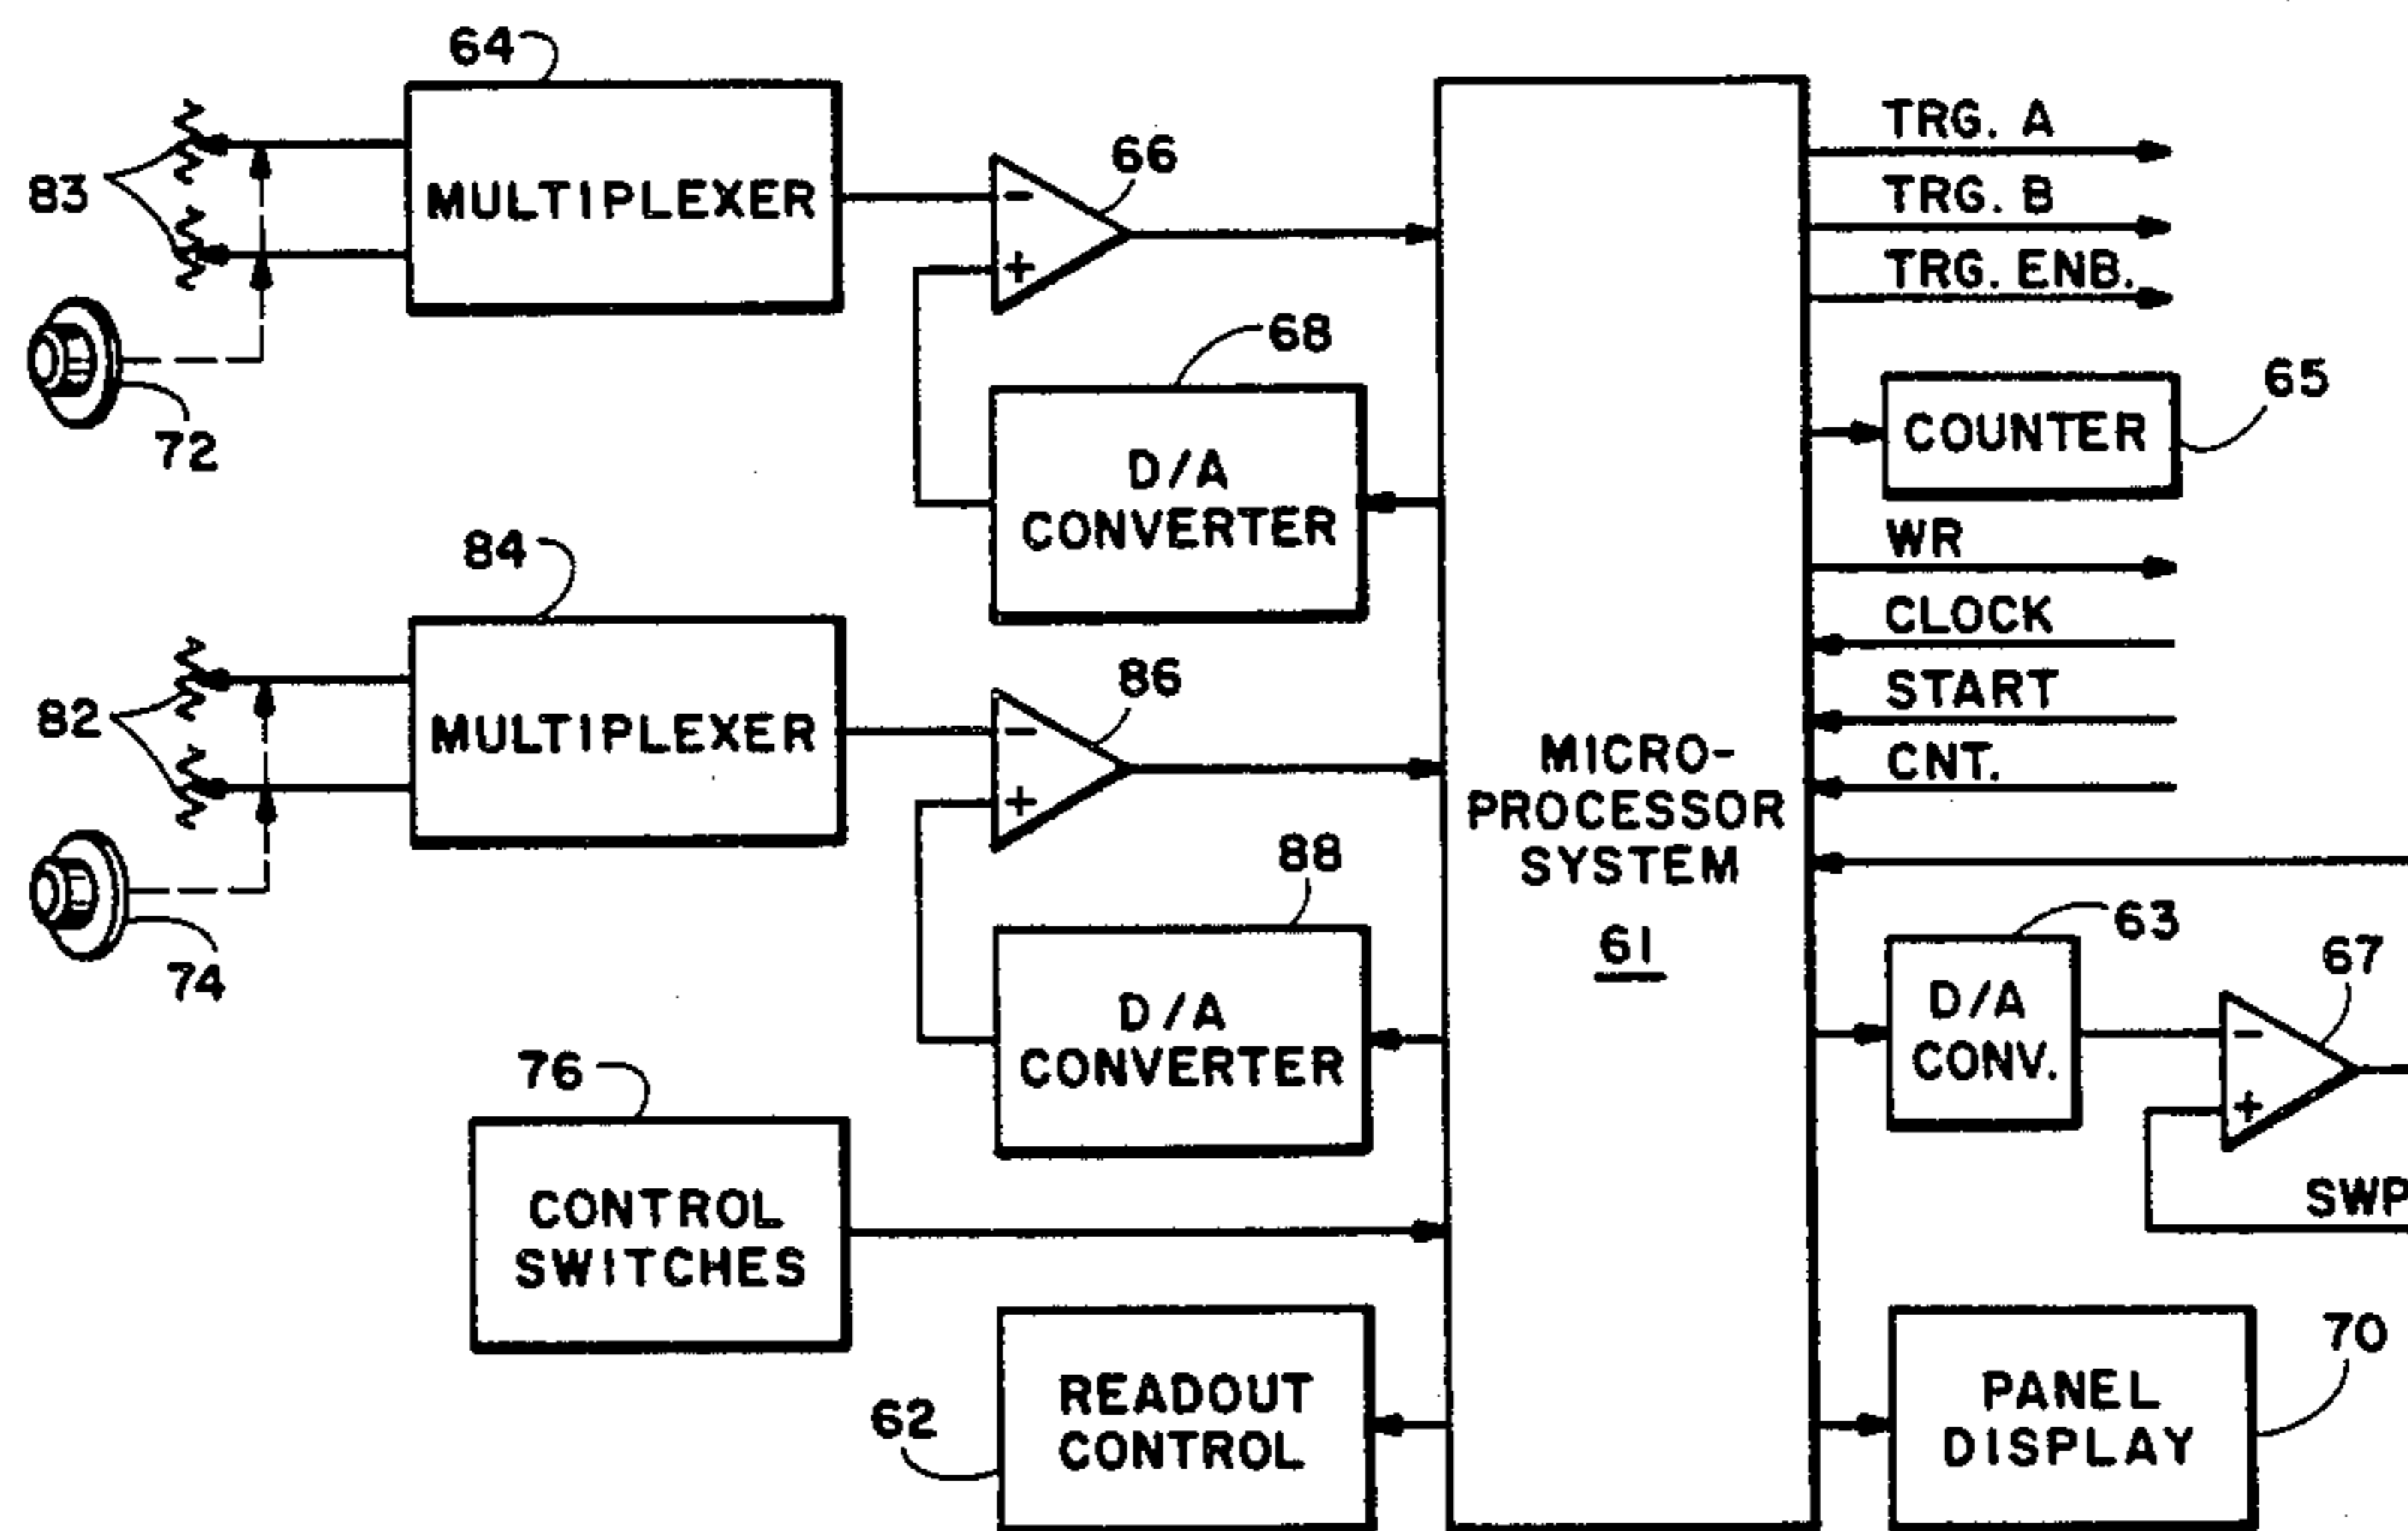 64
MULTIPLEXER
83
72
66
-
+
68
D/A
CONVERTER
84
MULTIPLEXER
82
74
86
-
+
88
D/A
CONVERTER
76
CONTROL
SWITCHES
62
READOUT
CONTROL
MICRO-
PROCESSOR
SYSTEM
61
TRG. A
TRG. B
TRG. ENB.
65
COUNTER
WR
CLOCK
START
CNT.
63
D/A
CONV.
67
-
+
SWP
70
PANEL
DISPLAY